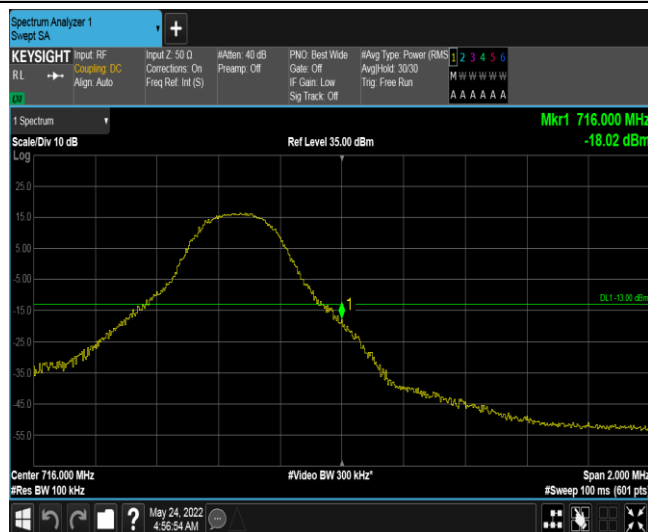 Spectrum Analyzer 1
Swept SA
+
KEYSIGHT Input: RF Input Z: 50 Ω #Atten: 40 dB PNO: Best Wide #Avg Type: Power (RMS 1 2 3 4 5 6
RL Coupling: DC Corrections: On Preamp: Off Gate: Off Avg|Hold: 30/30 M W W W W W
Align: Auto Freq Ref: Int (S) IF Gain: Low Trig: Free Run
Sig Track: Off A A A A A A
1 Spectrum Mkr1 716.000 MHz
Scale/Div 10 dB Ref Level 35.00 dBm -18.02 dBm
Log
25.0
15.0
5.00
-5.00
DL1 -13.00 dBm
1
-15.0
-25.0
-35.0
-45.0
-55.0
Center 716.000 MHz #Video BW 300 kHz* Span 2.000 MHz
#Res BW 100 kHz #Sweep 100 ms (601 pts)
? May 24, 2022
4:56:54 AM